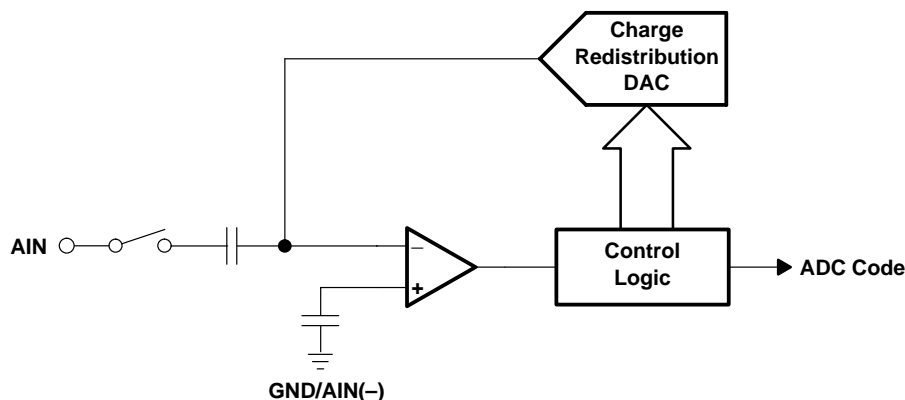 Charge
Redistribution
DAC
AIN
−
+
Control
Logic
ADC Code
GND/AIN(−)